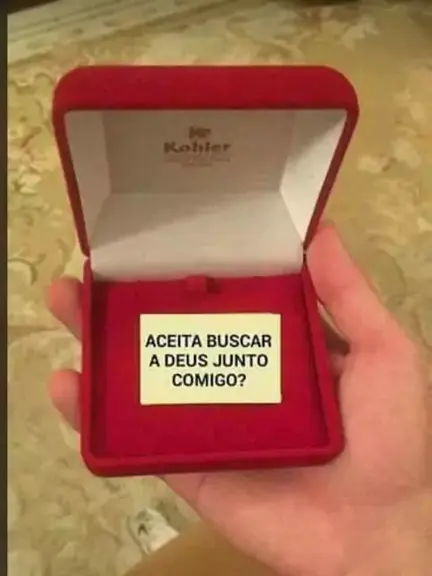 Kohler
ACEITA BUSCAR
A DEUS JUNTO
COMIGO?